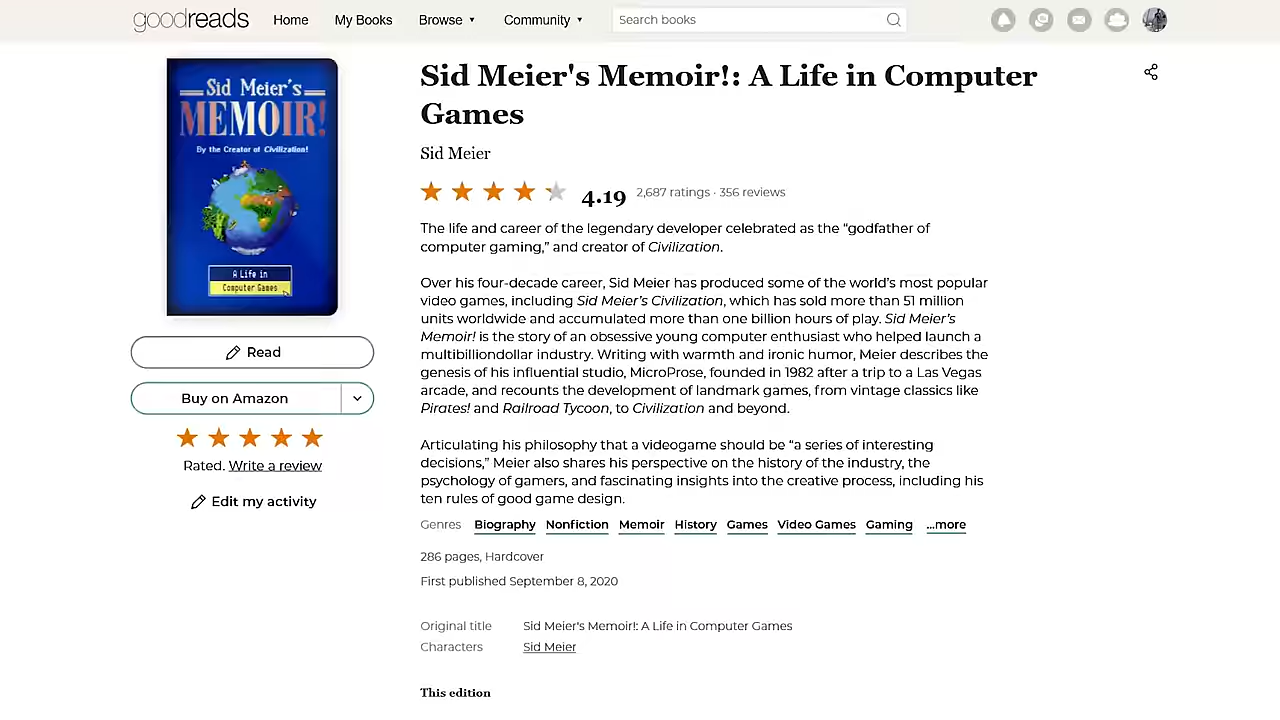 goodreads Home My Books Browse ▼ Community ▼ Search books
Sid Meier's
MEMOIR!
By the Creator of Civilization!
A Life in
Computer Games
Read
Buy on Amazon
Rated. Write a review
Edit my activity
Sid Meier's Memoir!: A Life in Computer
Games
Sid Meier
4.19 2,687 ratings · 356 reviews
The life and career of the legendary developer celebrated as the “godfather of
computer gaming,” and creator of Civilization.
Over his four-decade career, Sid Meier has produced some of the world’s most popular
video games, including Sid Meier’s Civilization, which has sold more than 51 million
units worldwide and accumulated more than one billion hours of play. Sid Meier’s
Memoir! is the story of an obsessive young computer enthusiast who helped launch a
multibilliondollar industry. Writing with warmth and ironic humor, Meier describes the
genesis of his influential studio, MicroProse, founded in 1982 after a trip to a Las Vegas
arcade, and recounts the development of landmark games, from vintage classics like
Pirates! and Railroad Tycoon, to Civilization and beyond.
Articulating his philosophy that a videogame should be “a series of interesting
decisions,” Meier also shares his perspective on the history of the industry, the
psychology of gamers, and fascinating insights into the creative process, including his
ten rules of good game design.
Genres Biography Nonfiction Memoir History Games Video Games Gaming ...more
286 pages, Hardcover
First published September 8, 2020
Original title Sid Meier's Memoir!: A Life in Computer Games
Characters Sid Meier
This edition